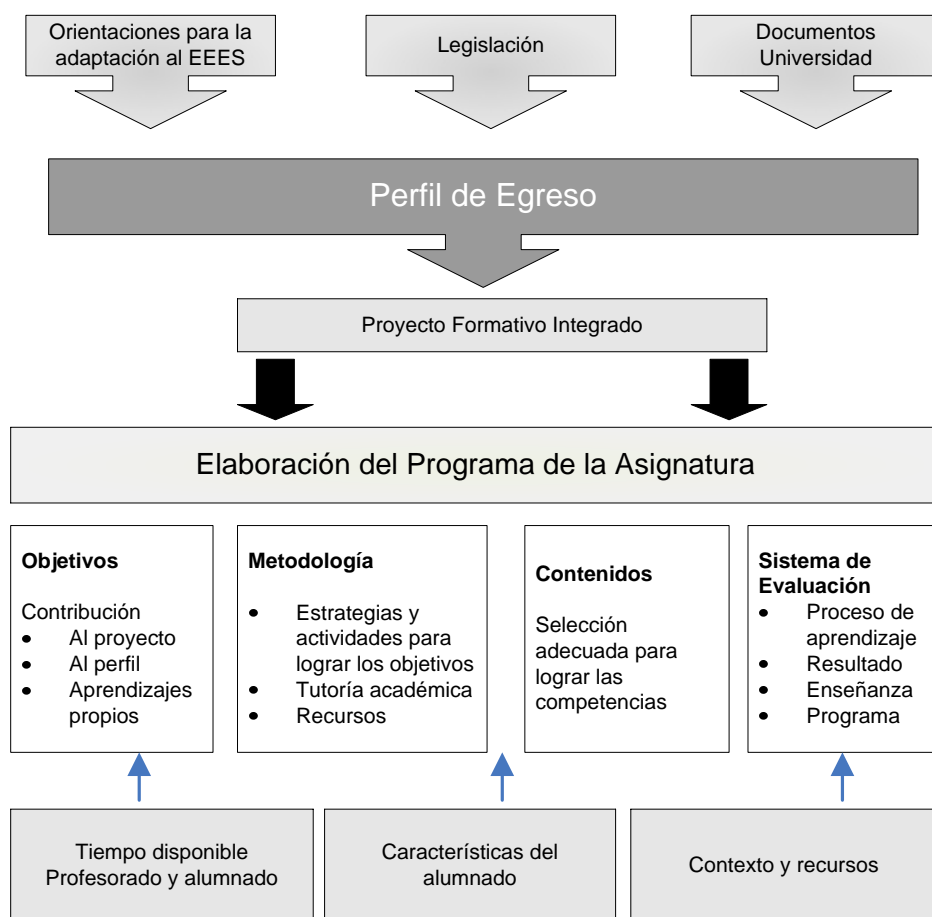 Orientaciones para la
adaptación al EEES
Legislación
Documentos
Universidad
Perfil de Egreso
Proyecto Formativo Integrado
Elaboración del Programa de la Asignatura
Objetivos
Contribución
• Al proyecto
• Al perfil
• Aprendizajes
propios
Metodología
• Estrategias y
actividades para
lograr los objetivos
• Tutoría académica
• Recursos
Contenidos
Selección
adecuada para
lograr las
competencias
Sistema de
Evaluación
• Proceso de
aprendizaje
• Resultado
• Enseñanza
• Programa
Tiempo disponible
Profesorado y alumnado
Características del
alumnado
Contexto y recursos